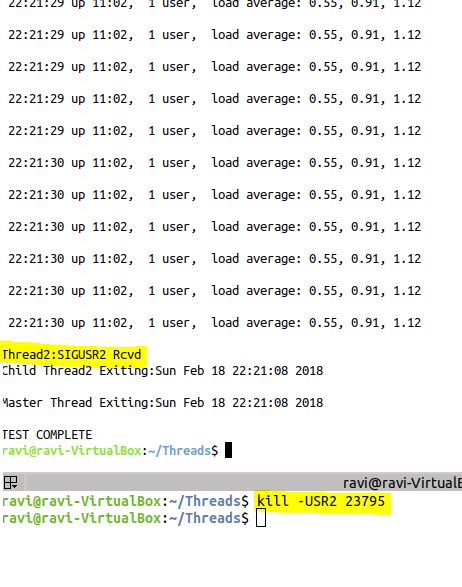 22:21:29 up 11:02,  1 user,  load average: 0.55, 0.91, 1.12
22:21:29 up 11:02,  1 user,  load average: 0.55, 0.91, 1.12
22:21:29 up 11:02,  1 user,  load average: 0.55, 0.91, 1.12
22:21:29 up 11:02,  1 user,  load average: 0.55, 0.91, 1.12
22:21:29 up 11:02,  1 user,  load average: 0.55, 0.91, 1.12
22:21:30 up 11:02,  1 user,  load average: 0.55, 0.91, 1.12
22:21:30 up 11:02,  1 user,  load average: 0.55, 0.91, 1.12
22:21:30 up 11:02,  1 user,  load average: 0.55, 0.91, 1.12
22:21:30 up 11:02,  1 user,  load average: 0.55, 0.91, 1.12
22:21:30 up 11:02,  1 user,  load average: 0.55, 0.91, 1.12
22:21:30 up 11:02,  1 user,  load average: 0.55, 0.91, 1.12
Thread2:SIGUSR2 Rcvd
Child Thread2 Exiting:Sun Feb 18 22:21:08 2018
Master Thread Exiting:Sun Feb 18 22:21:08 2018
TEST COMPLETE
ravi@ravi-VirtualBox:~/Threads$
ravi@ravi-VirtualB
ravi@ravi-VirtualBox:~/Threads$ kill -USR2 23795
ravi@ravi-VirtualBox:~/Threads$